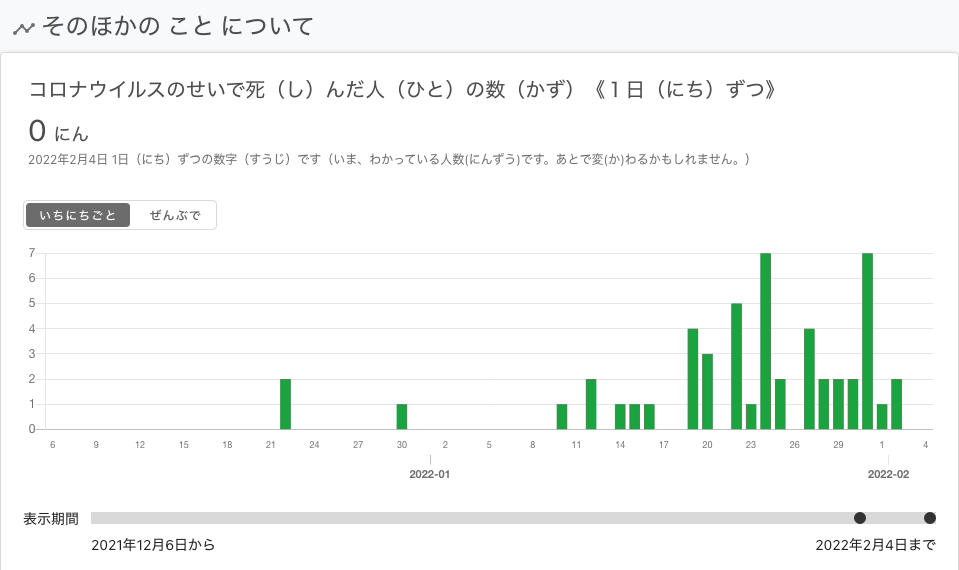 そのほかの こと について
コロナウイルスのせいで死（し）んだ人（ひと）の数（かず）《１日（にち）ずつ》
0 にん
2022年2月4日 1日（にち）ずつの数字（すうじ）です（いま、わかっている人数(にんずう)です。あとで変(か)わるかもしれません。）
いちにちごと ぜんぶで
7
6
5
4
3
2
1
0
6 9 12 15 18 21 24 27 30 2 5 8 11 14 17 20 23 26 29 1 4
2022-01 2022-02
表示期間
2021年12月6日から 2022年2月4日まで